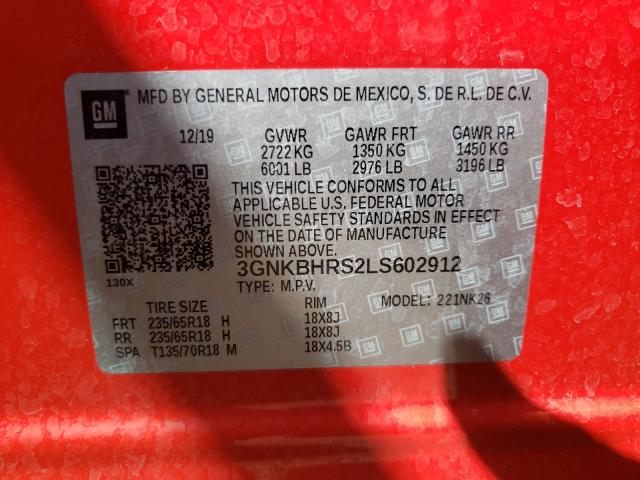 GM ® MFD BY GENERAL MOTORS DE MEXICO, S. DE R.L. DE C.V.
12/19 GVWR GAWR FRT GAWR RR
2722 KG 1350 KG 1450 KG
6001 LB 2976 LB 3196 LB
THIS VEHICLE CONFORMS TO ALL
APPLICABLE U.S. FEDERAL MOTOR
VEHICLE SAFETY STANDARDS IN EFFECT
ON THE DATE OF MANUFACTURE
SHOWN ABOVE.
3GNKBHRS2LS602912
130X
TYPE: M.P.V. MODEL: 221NK26
TIRE SIZE RIM
FRT 235/65R18 H 18X8J
RR 235/65R18 H 18X8J
SPA T135/70R18 M 18X4.5B